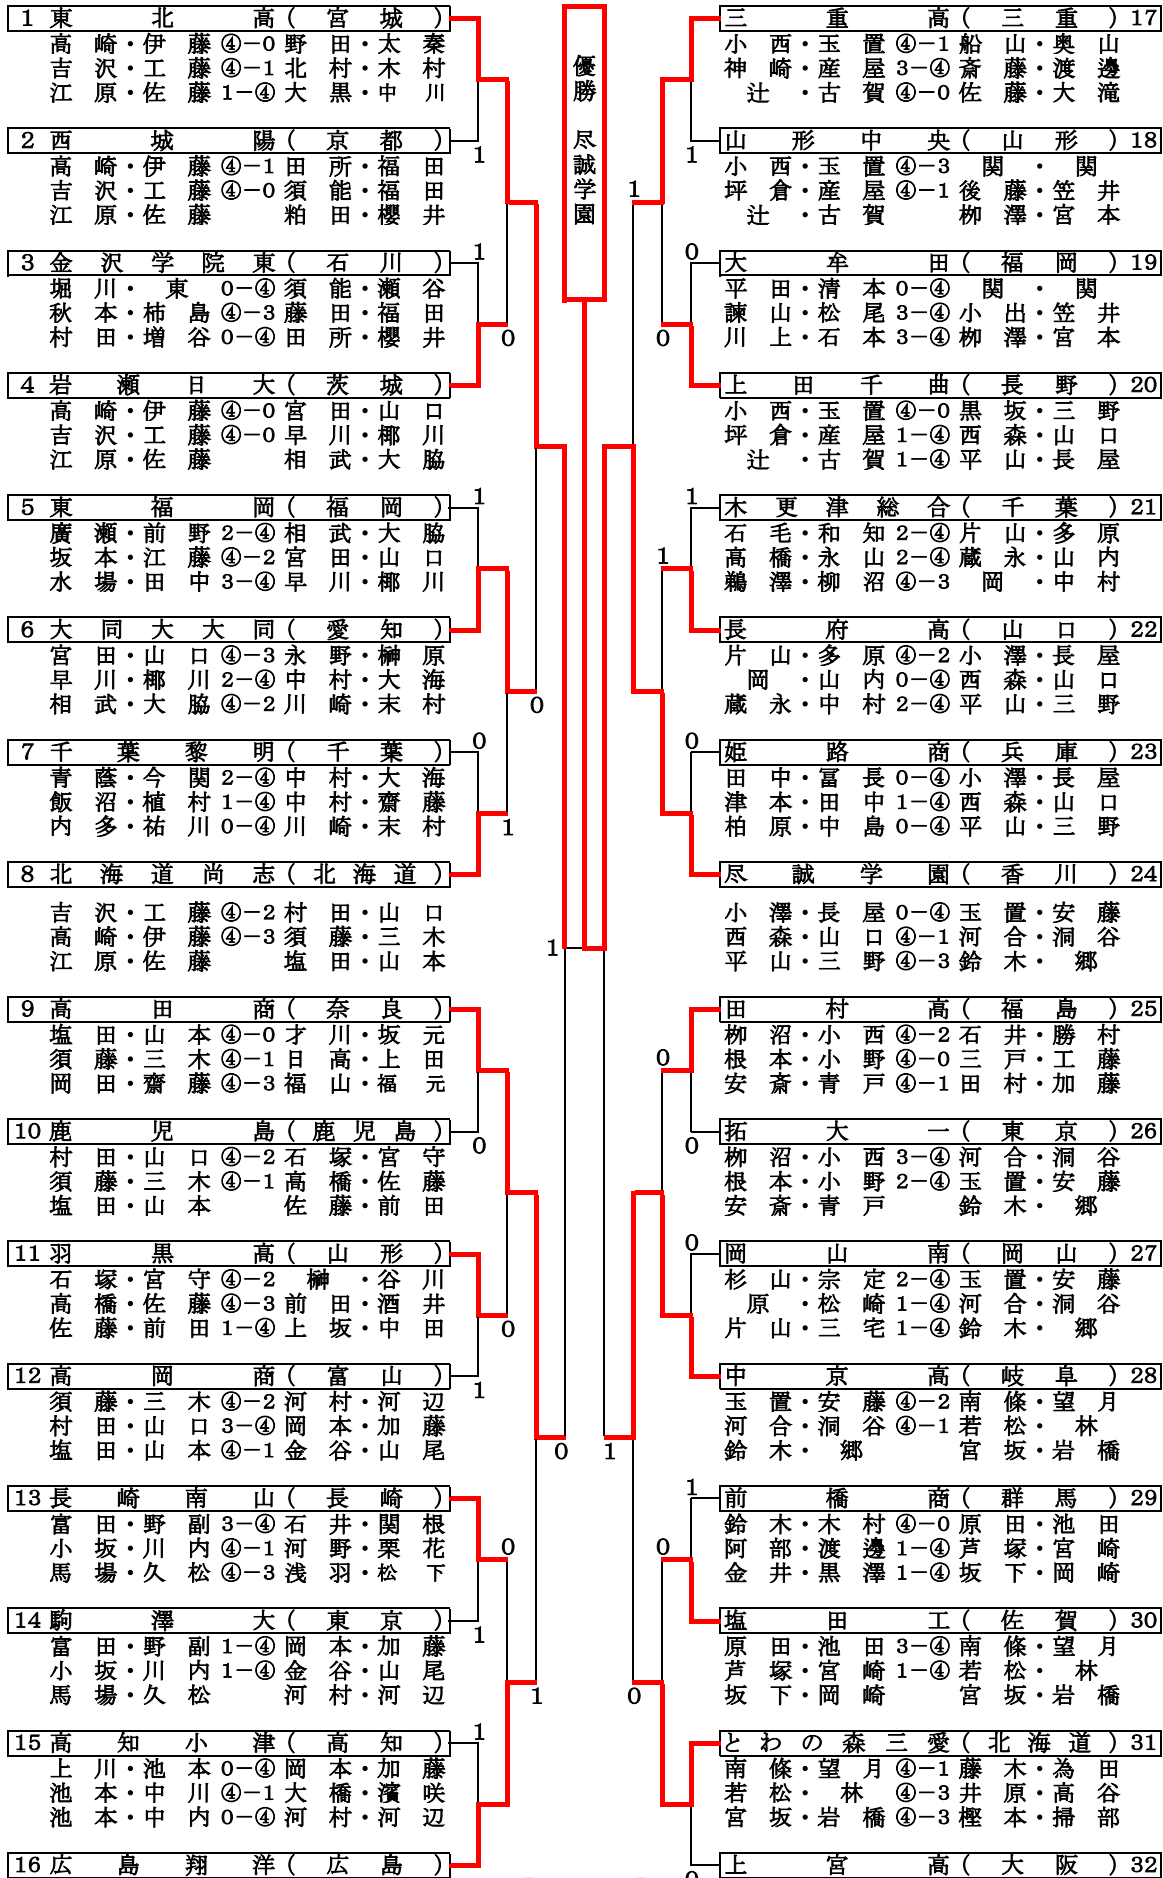 1 東北高(宮城)
高崎・伊藤 ④−0 野田・太秦
吉沢・工藤 ④−1 北村・木村
江原・佐藤 1−④ 大黒・中川
2 西城陽(京都)
1
高崎・伊藤 ④−1 田所・福田
吉沢・工藤 ④−0 須能・福田
江原・佐藤 粕田・櫻井
3 金沢学院東(石川)
1
堀川・東 0−④ 須能・瀬谷
秋本・柿島 ④−3 藤田・福田
村田・増谷 0−④ 田所・櫻井
0
4 岩瀬日大(茨城)
高崎・伊藤 ④−0 宮田・山口
吉沢・工藤 ④−0 早川・椰川
江原・佐藤 相武・大脇
5 東福岡(福岡)
1
廣瀬・前野 2−④ 相武・大脇
坂本・江藤 ④−2 宮田・山口
水場・田中 3−④ 早川・椰川
6 大同大大同(愛知)
宮田・山口 ④−3 永野・榊原
早川・椰川 2−④ 中村・大海
相武・大脇 ④−2 川崎・末村
0
7 千葉黎明(千葉)
0
青蔭・今関 2−④ 中村・大海
飯沼・植村 1−④ 中村・齋藤
内多・祐川 0−④ 川崎・末村
1
8 北海道尚志(北海道)
吉沢・工藤 ④−2 村田・山口
高崎・伊藤 ④−3 須藤・三木
江原・佐藤 塩田・山本
1
9 高田商(奈良)
塩田・山本 ④−0 才川・坂元
須藤・三木 ④−1 日高・上田
岡田・齋藤 ④−3 福山・福元
10 鹿児島(鹿児島)
0
村田・山口 ④−2 石塚・宮守
須藤・三木 ④−1 高橋・佐藤
塩田・山本 佐藤・前田
11 羽黒高(山形)
石塚・宮守 ④−2 榊・谷川
高橋・佐藤 ④−3 前田・酒井
佐藤・前田 1−④ 上坂・中田
0
12 高岡商(富山)
1
須藤・三木 ④−2 河村・河辺
村田・山口 3−④ 岡本・加藤
塩田・山本 ④−1 金谷・山尾
0
13 長崎南山(長崎)
富田・野副 3−④ 石井・関根
小坂・川内 ④−1 河野・栗花
馬場・久松 ④−3 浅羽・松下
0
14 駒澤大(東京)
1
富田・野副 1−④ 岡本・加藤
小坂・川内 1−④ 金谷・山尾
馬場・久松 河村・河辺
1
15 高知小津(高知)
1
上川・池本 0−④ 岡本・加藤
池本・中川 ④−1 大橋・濱咲
池本・中内 0−④ 河村・河辺
16 広島翔洋(広島)
優勝 尽誠学園
三重高(三重) 17
小西・玉置 ④−1 船山・奥山
神崎・産屋 3−④ 斎藤・渡邊
辻・古賀 ④−0 佐藤・大滝
山形中央(山形) 18
1
小西・玉置 ④−3 関・関
坪倉・産屋 ④−1 後藤・笠井
辻・古賀 柳澤・宮本
1
大牟田(福岡) 19
0
平田・清本 0−④ 関・関
諫山・松尾 3−④ 小出・笠井
川上・石本 3−④ 柳澤・宮本
0
上田千曲(長野) 20
小西・玉置 ④−0 黒坂・三野
坪倉・産屋 1−④ 西森・山口
辻・古賀 1−④ 平山・長屋
木更津総合(千葉) 21
1
石毛・和知 2−④ 片山・多原
高橋・永山 2−④ 蔵永・山内
鵜澤・柳沼 ④−3 岡・中村
1
長府高(山口) 22
片山・多原 ④−2 小澤・長屋
岡・山内 0−④ 西森・山口
蔵永・中村 2−④ 平山・三野
姫路商(兵庫) 23
0
田中・冨長 0−④ 小澤・長屋
津本・田中 1−④ 西森・山口
柏原・中島 0−④ 平山・三野
尽誠学園(香川) 24
小澤・長屋 0−④ 玉置・安藤
西森・山口 ④−1 河合・洞谷
平山・三野 ④−3 鈴木・郷
田村高(福島) 25
柳沼・小西 ④−2 石井・勝村
根本・小野 ④−0 三戸・工藤
安斎・青戸 ④−1 田村・加藤
0
拓大一(東京) 26
0
柳沼・小西 3−④ 河合・洞谷
根本・小野 2−④ 玉置・安藤
安斎・青戸 鈴木・郷
岡山南(岡山) 27
0
杉山・宗定 2−④ 玉置・安藤
原・松崎 1−④ 河合・洞谷
片山・三宅 1−④ 鈴木・郷
中京高(岐阜) 28
玉置・安藤 ④−2 南條・望月
河合・洞谷 ④−1 若松・林
鈴木・郷 宮坂・岩橋
1
前橋商(群馬) 29
1
鈴木・木村 ④−0 原田・池田
阿部・渡邊 1−④ 芦塚・宮崎
金井・黒澤 1−④ 坂下・岡崎
0
塩田工(佐賀) 30
原田・池田 3−④ 南條・望月
芦塚・宮崎 1−④ 若松・林
坂下・岡崎 宮坂・岩橋
0
とわの森三愛(北海道) 31
南條・望月 ④−1 藤木・為田
若松・林 ④−3 井原・高谷
宮坂・岩橋 ④−3 樫本・掃部
上宮高(大阪) 32
0